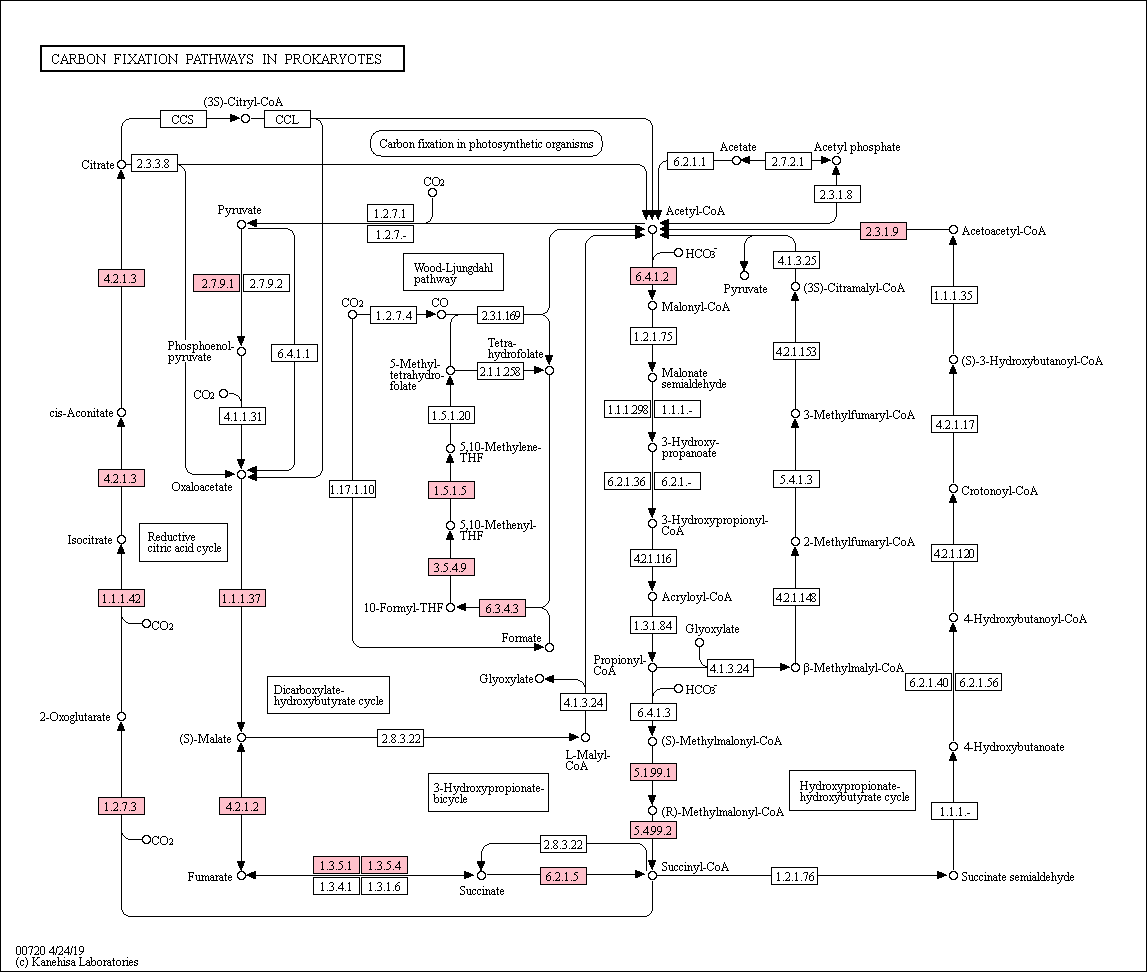 CARBON FIXATION PATHWAYS IN PROKARYOTES
(3S)-Citryl-CoA
CCS
CCL
Carbon fixation in photosynthetic organisms
Citrate
2.3.3.8
6.2.1.1
Acetate
2.7.2.1
Acetyl phosphate
CO2
2.3.1.8
Pyruvate
1.2.7.1
Acetyl-CoA
1.2.7.-
2.3.1.9
Acetoacetyl-CoA
4.2.1.3
2.7.9.1
2.7.9.2
Wood-Ljungdahl
pathway
HCO3-
6.4.1.2
4.1.3.25
Pyruvate
(3S)-Citramalyl-CoA
1.1.1.35
CO2
1.2.7.4
CO
2.3.1.169
Malonyl-CoA
1.2.1.75
Phosphoenol-
pyruvate
6.4.1.1
Tetra-
hydrofolate
5-Methyl-
tetrahydro-
folate
2.1.1.258
4.2.1.153
(S)-3-Hydroxybutanoyl-CoA
Malonate
semialdehyde
CO2
4.1.1.31
cis-Aconitate
1.5.1.20
1.1.1.298
1.1.1.-
3-Methylfumaryl-CoA
4.2.1.17
5,10-Methylene-
THF
3-Hydroxy-
propanoate
4.2.1.3
Oxaloacetate
1.17.1.10
1.5.1.5
6.2.1.36
6.2.1.-
5.4.1.3
Crotonoyl-CoA
Isocitrate
Reductive
citric acid cycle
5,10-Methenyl-
THF
3-Hydroxypropionyl-
CoA
2-Methylfumaryl-CoA
4.2.1.116
4.2.1.120
3.5.4.9
1.1.1.42
1.1.1.37
10-Formyl-THF
6.3.4.3
Acryloyl-CoA
4.2.1.148
CO2
1.3.1.84
4-Hydroxybutanoyl-CoA
Formate
Glyoxylate
Propionyl-
CoA
4.1.3.24
β-Methylmalyl-CoA
Glyoxylate
HCO3-
6.2.1.40
6.2.1.56
Dicarboxylate-
hydroxybutyrate cycle
4.1.3.24
6.4.1.3
2-Oxoglutarate
(S)-Malate
2.8.3.22
L-Malyl-
CoA
(S)-Methylmalonyl-CoA
4-Hydroxybutanoate
3-Hydroxypropionate-
bicycle
5.1.99.1
Hydroxypropionate-
hydroxybutyrate cycle
1.2.7.3
4.2.1.2
(R)-Methylmalonyl-CoA
1.1.1.-
CO2
5.4.99.2
2.8.3.22
1.3.5.1
1.3.5.4
Fumarate
1.3.4.1
1.3.1.6
Succinate
6.2.1.5
Succinyl-CoA
1.2.1.76
Succinate semialdehyde
00720 4/24/19
(c) Kanehisa Laboratories